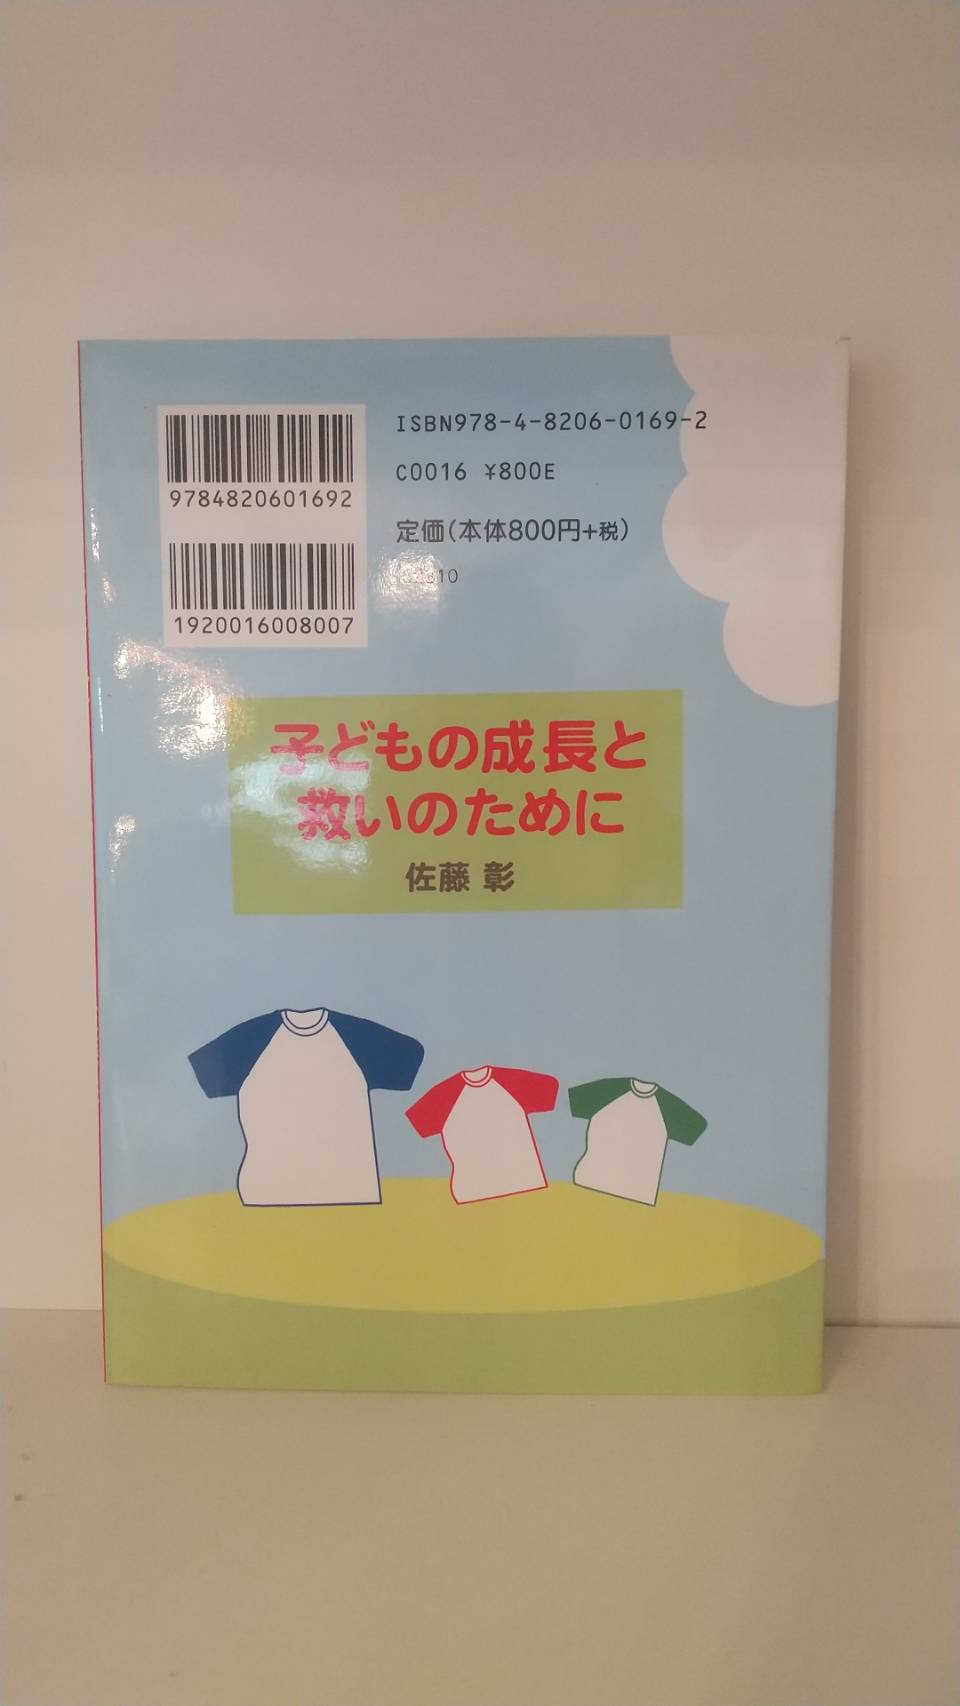 ISBN978-4-8206-0169-2
C0016 ¥800E
定価(本体800円+税)
9784820601692
1920016008007
子どもの成長と
救いのために
佐藤 彰